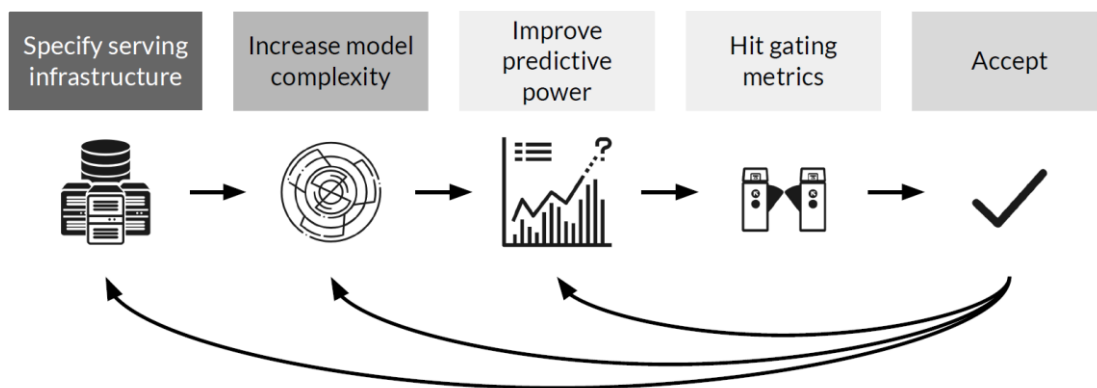 Specify serving
infrastructure
Increase model
complexity
Improve
predictive
power
Hit gating
metrics
Accept
?